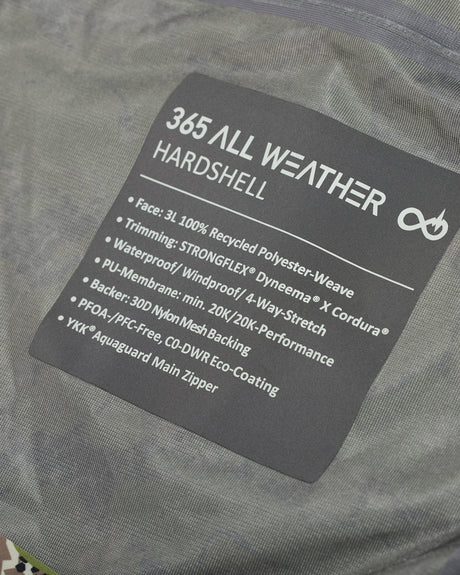 365 ALL WEATHER
HARDSHELL
• Face: 3L 100% Recycled Polyester-Weave
• Trimming: STRONGFLEX® Dyneema® X Cordura®
• Waterproof/ Windproof/ 4-Way-Stretch
• PU-Membrane: min. 20K/20K-Performance
• Backer: 30D Nylon Mesh Backing
• PFOA-/PFC-Free, C0-DWR Eco-Coating
• YKK® Aquaguard Main Zipper